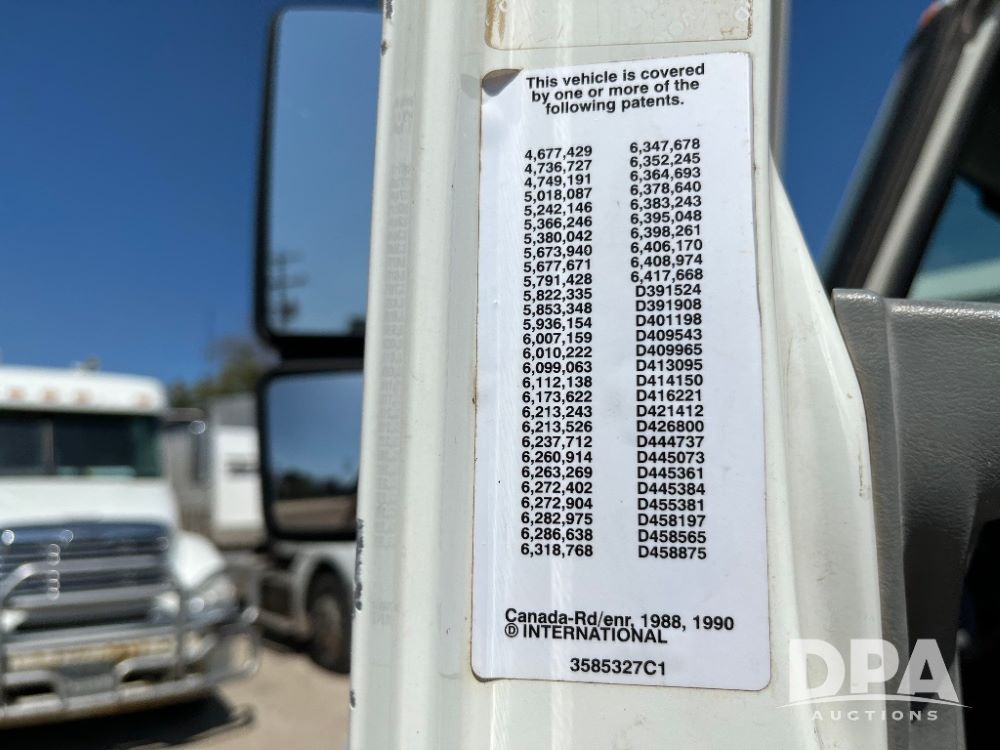 This vehicle is covered
by one or more of the
following patents.
4,677,429
4,736,727
4,749,191
5,018,087
5,242,146
5,366,246
5,380,042
5,673,940
5,677,671
5,791,428
5,822,335
5,853,348
5,936,154
6,007,159
6,010,222
6,099,063
6,112,138
6,173,622
6,213,243
6,213,526
6,237,712
6,260,914
6,263,269
6,272,402
6,272,904
6,282,975
6,286,638
6,318,768
6,347,678
6,352,245
6,364,693
6,378,640
6,383,243
6,395,048
6,398,261
6,406,170
6,408,974
6,417,668
D391524
D391908
D401198
D409543
D409965
D413095
D414150
D416221
D421412
D426800
D444737
D445073
D445361
D445384
D455381
D458197
D458565
D458875
Canada-Rd/enr. 1988, 1990
© INTERNATIONAL
3585327C1
DPA
AUCTIONS